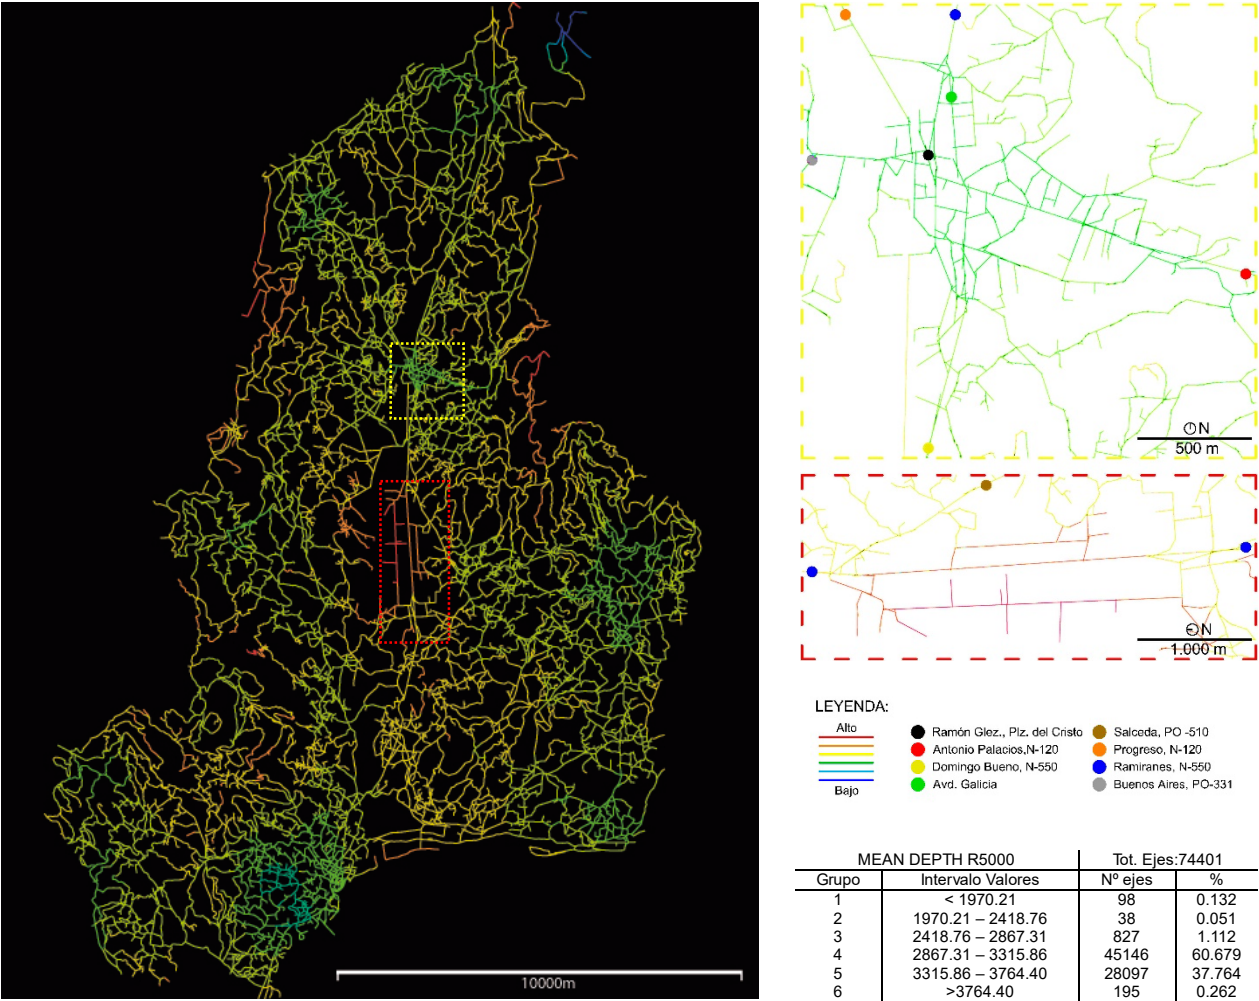 10000m
N
500 m
N
1.000 m
LEYENDA:
Alto
Bajo
Ramón Glez., Plz. del Cristo
Antonio Palacios,N-120
Domingo Bueno, N-550
Avd. Galicia
Salceda, PO -510
Progreso, N-120
Ramiranes, N-550
Buenos Aires, PO-331
MEAN DEPTH R5000 Tot. Ejes:74401
Grupo Intervalo Valores Nº ejes %
1 < 1970.21 98 0.132
2 1970.21 – 2418.76 38 0.051
3 2418.76 – 2867.31 827 1.112
4 2867.31 – 3315.86 45146 60.679
5 3315.86 – 3764.40 28097 37.764
6 >3764.40 195 0.262